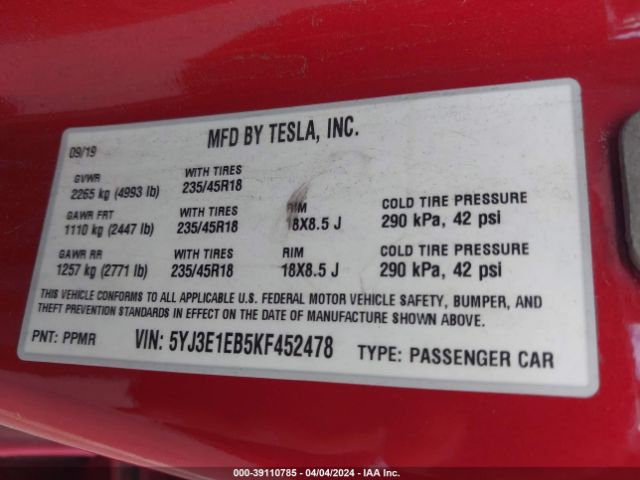 MFD BY TESLA, INC.
09/19
GVWR WITH TIRES
2265 kg (4993 lb) 235/45R18
GAWR FRT WITH TIRES RIM COLD TIRE PRESSURE
1110 kg (2447 lb) 235/45R18 18X8.5 J 290 kPa, 42 psi
GAWR RR WITH TIRES RIM COLD TIRE PRESSURE
1257 kg (2771 lb) 235/45R18 18X8.5 J 290 kPa, 42 psi
THIS VEHICLE CONFORMS TO ALL APPLICABLE U.S. FEDERAL MOTOR VEHICLE SAFETY, BUMPER, AND
THEFT PREVENTION STANDARDS IN EFFECT ON THE DATE OF MANUFACTURE SHOWN ABOVE.
PNT: PPMR VIN: 5YJ3E1EB5KF452478 TYPE: PASSENGER CAR
000-39110785 - 04/04/2024 - IAA Inc.